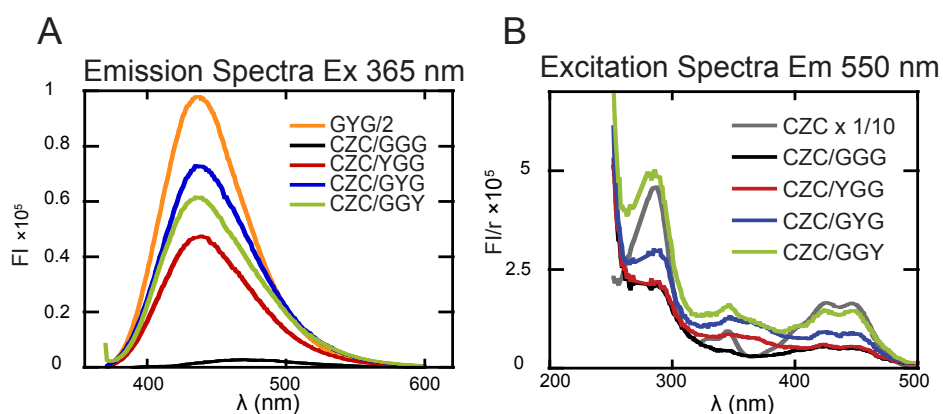 A
Emission Spectra Ex 365 nm
1
0.8
0.6
0.4
0.2
0
FI ×10⁵
400
500
600
λ (nm)
GYG/2
CZC/GGG
CZC/YGG
CZC/GYG
CZC/GGY
B
Excitation Spectra Em 550 nm
5
2.5
0
FI/r ×10⁵
200
300
400
500
λ (nm)
CZC x 1/10
CZC/GGG
CZC/YGG
CZC/GYG
CZC/GGY